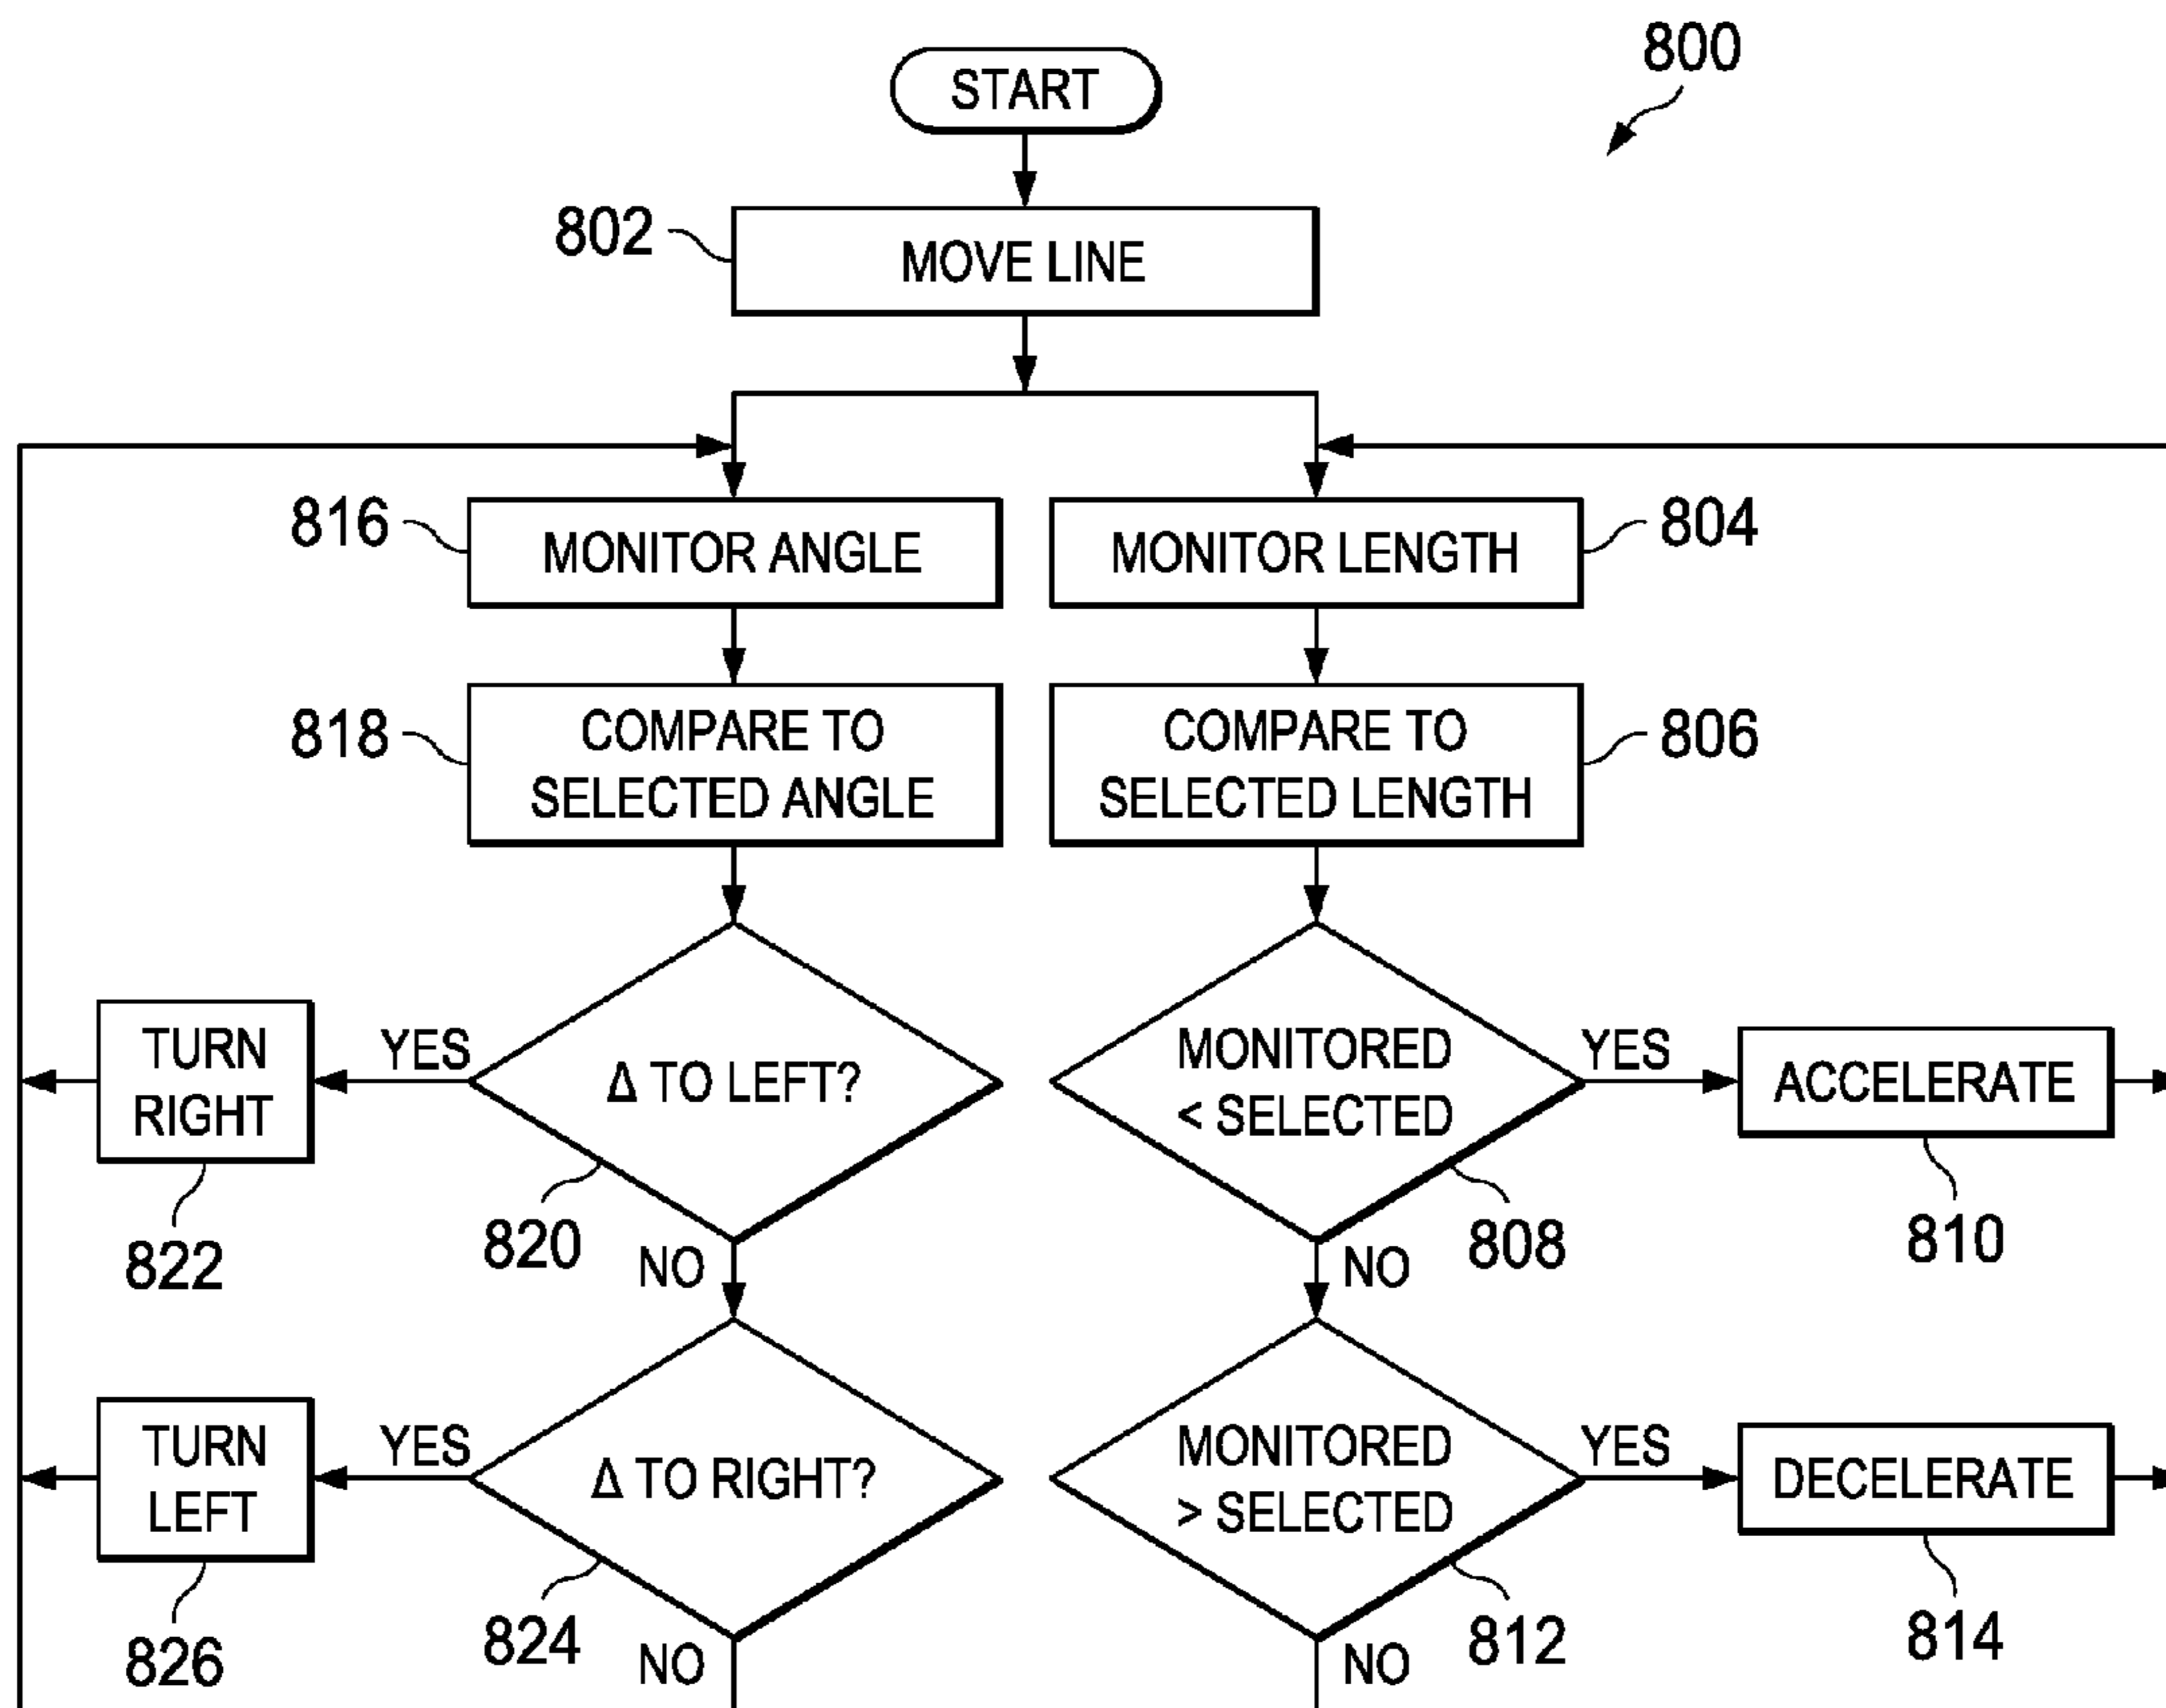 800
START
802
MOVE LINE
816
MONITOR ANGLE
MONITOR LENGTH
804
818
COMPARE TO
SELECTED ANGLE
COMPARE TO
SELECTED LENGTH
806
TURN
RIGHT
822
YES
Δ TO LEFT?
820
NO
MONITORED
< SELECTED
808
YES
NO
ACCELERATE
810
TURN
LEFT
826
YES
Δ TO RIGHT?
824
NO
MONITORED
> SELECTED
812
YES
NO
DECELERATE
814